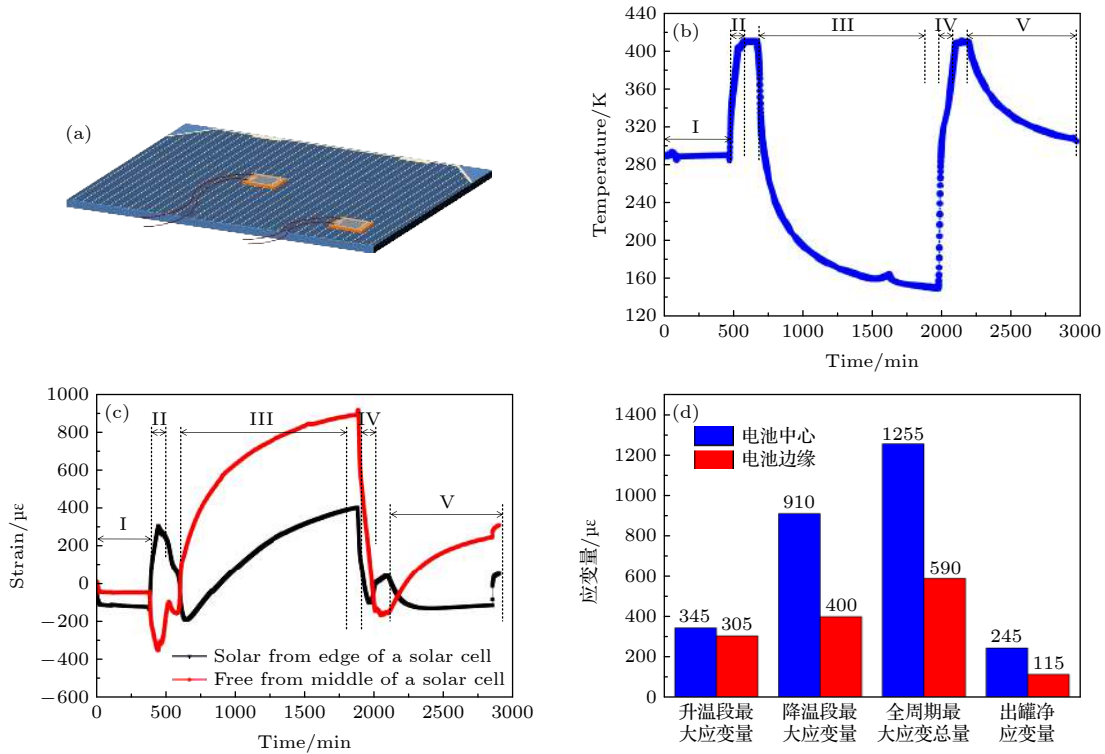 (a)
(b)
I
II
III
IV
V
440
400
360
320
280
240
200
160
120
0
500
1000
1500
2000
2500
3000
Temperature/K
Time/min
(c)
I
II
III
IV
V
1000
800
600
400
200
0
−200
−400
−600
0
500
1000
1500
2000
2500
3000
Strain/με
Solar from edge of a solar cell
Free from middle of a solar cell
Time/min
(d)
电池中心
电池边缘
1400
1200
1000
800
600
400
200
0
应变量/με
345
305
910
400
1255
590
245
115
升温段最
大应变量
降温段最
大应变量
全周期最
大应变总量
出罐净
应变量